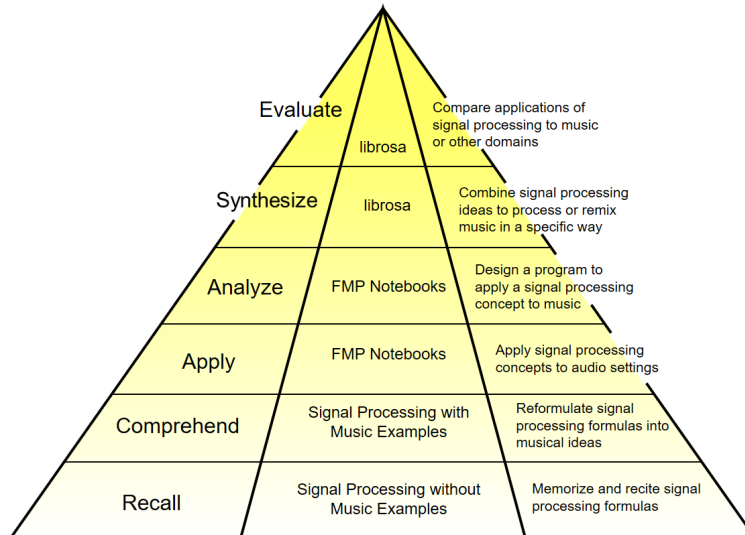 Evaluate
librosa
Compare applications of
signal processing to music
or other domains
Synthesize
librosa
Combine signal processing
ideas to process or remix
music in a specific way
Analyze
FMP Notebooks
Design a program to
apply a signal processing
concept to music
Apply
FMP Notebooks
Apply signal processing
concepts to audio settings
Comprehend
Signal Processing with
Music Examples
Reformulate signal
processing formulas into
musical ideas
Recall
Signal Processing without
Music Examples
Memorize and recite signal
processing formulas